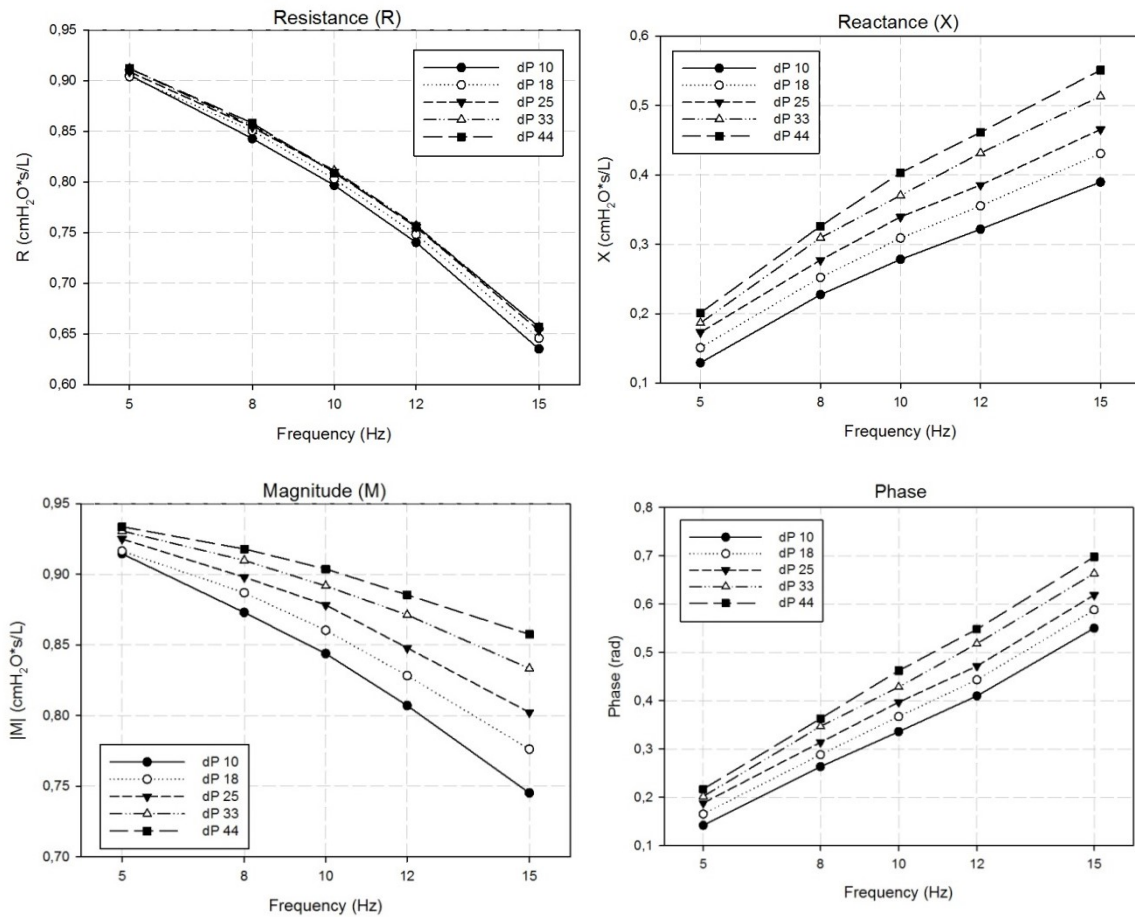 Resistance (R)
0,95
0,90
0,85
0,80
0,75
0,70
0,65
0,60
R (cmH₂O*s/L)
dP 10
dP 18
dP 25
dP 33
dP 44
5 8 10 12 15
Frequency (Hz)
Reactance (X)
0,6
0,5
0,4
0,3
0,2
0,1
X (cmH₂O*s/L)
dP 10
dP 18
dP 25
dP 33
dP 44
5 8 10 12 15
Frequency (Hz)
Magnitude (M)
0,95
0,90
0,85
0,80
0,75
0,70
|M| (cmH₂O*s/L)
dP 10
dP 18
dP 25
dP 33
dP 44
5 8 10 12 15
Frequency (Hz)
Phase
0,8
0,7
0,6
0,5
0,4
0,3
0,2
0,1
Phase (rad)
dP 10
dP 18
dP 25
dP 33
dP 44
5 8 10 12 15
Frequency (Hz)